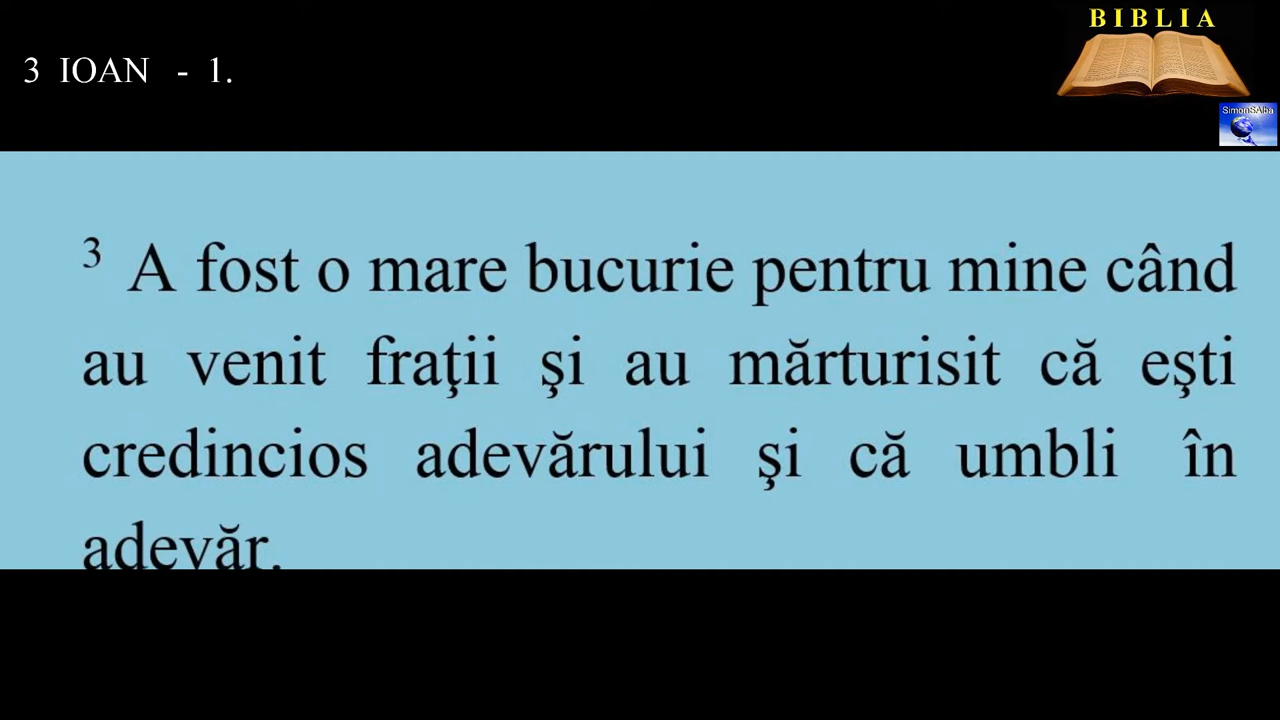 BIBLIA
3 IOAN - 1.
SimonSAlba
3 A fost o mare bucurie pentru mine când
au venit fraţii şi au mărturisit că eşti
credincios adevărului şi că umbli în
adevăr.